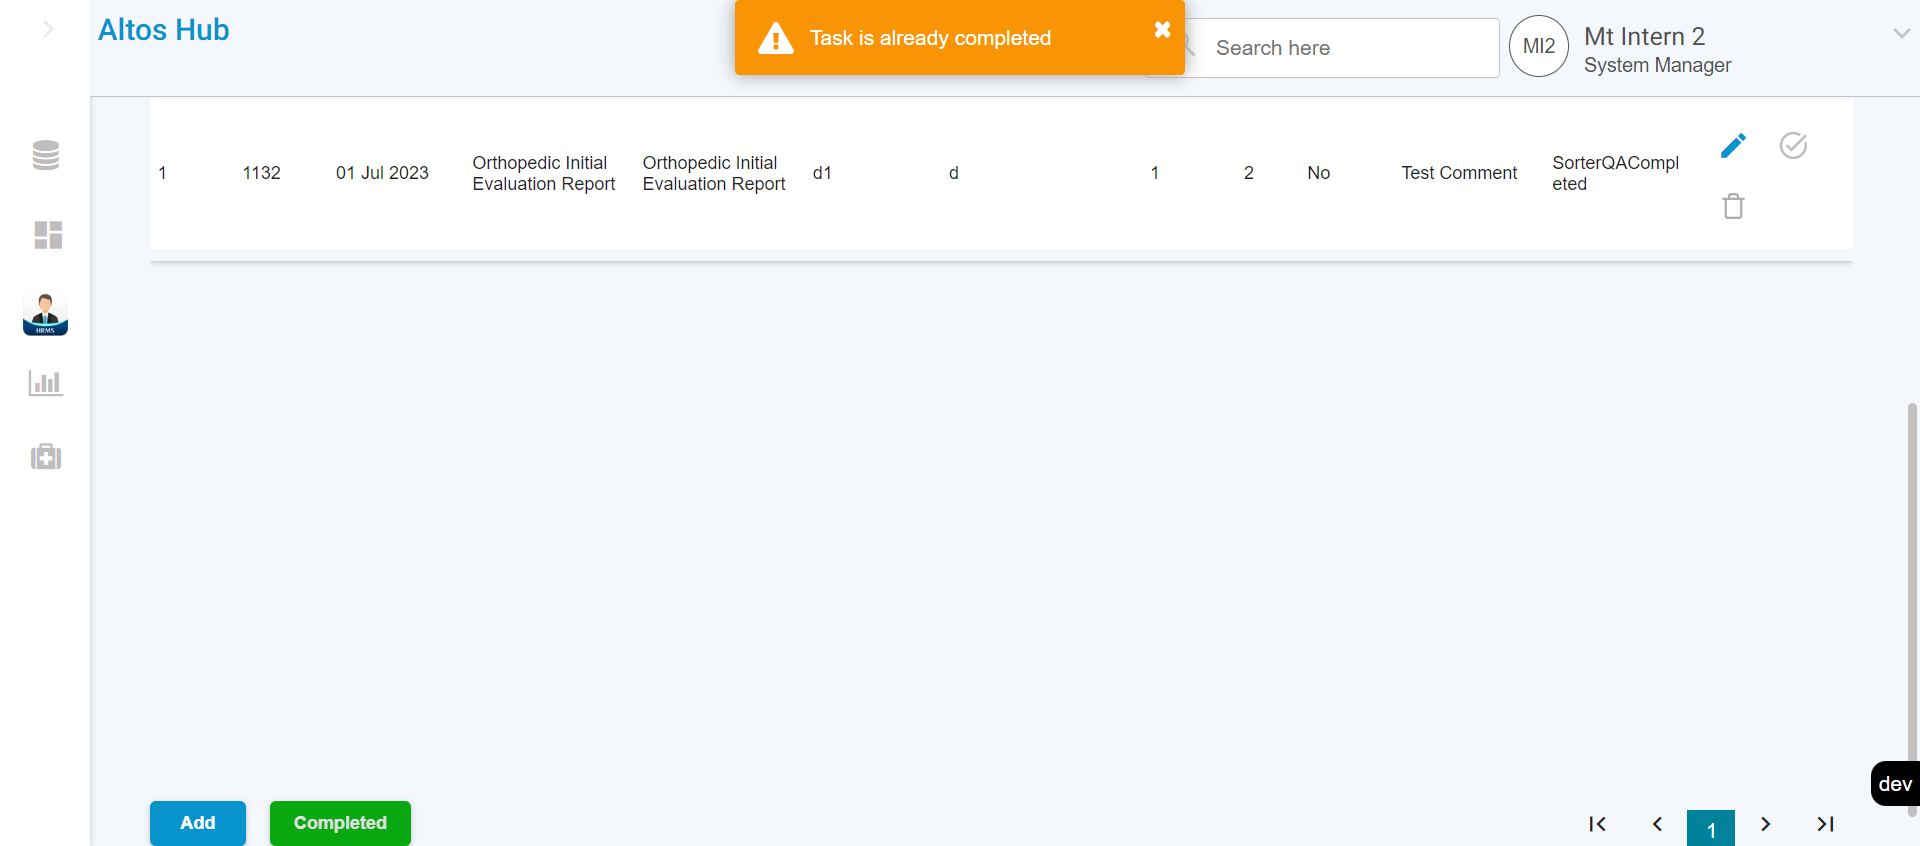 Altos Hub
Task is already completed
Search here
MI2
Mt Intern 2
System Manager
1 1132 01 Jul 2023 Orthopedic Initial Orthopedic Initial d1 d 1 2 No Test Comment SorterQACompl
Evaluation Report Evaluation Report eted
HRMS
dev
Add Completed 1